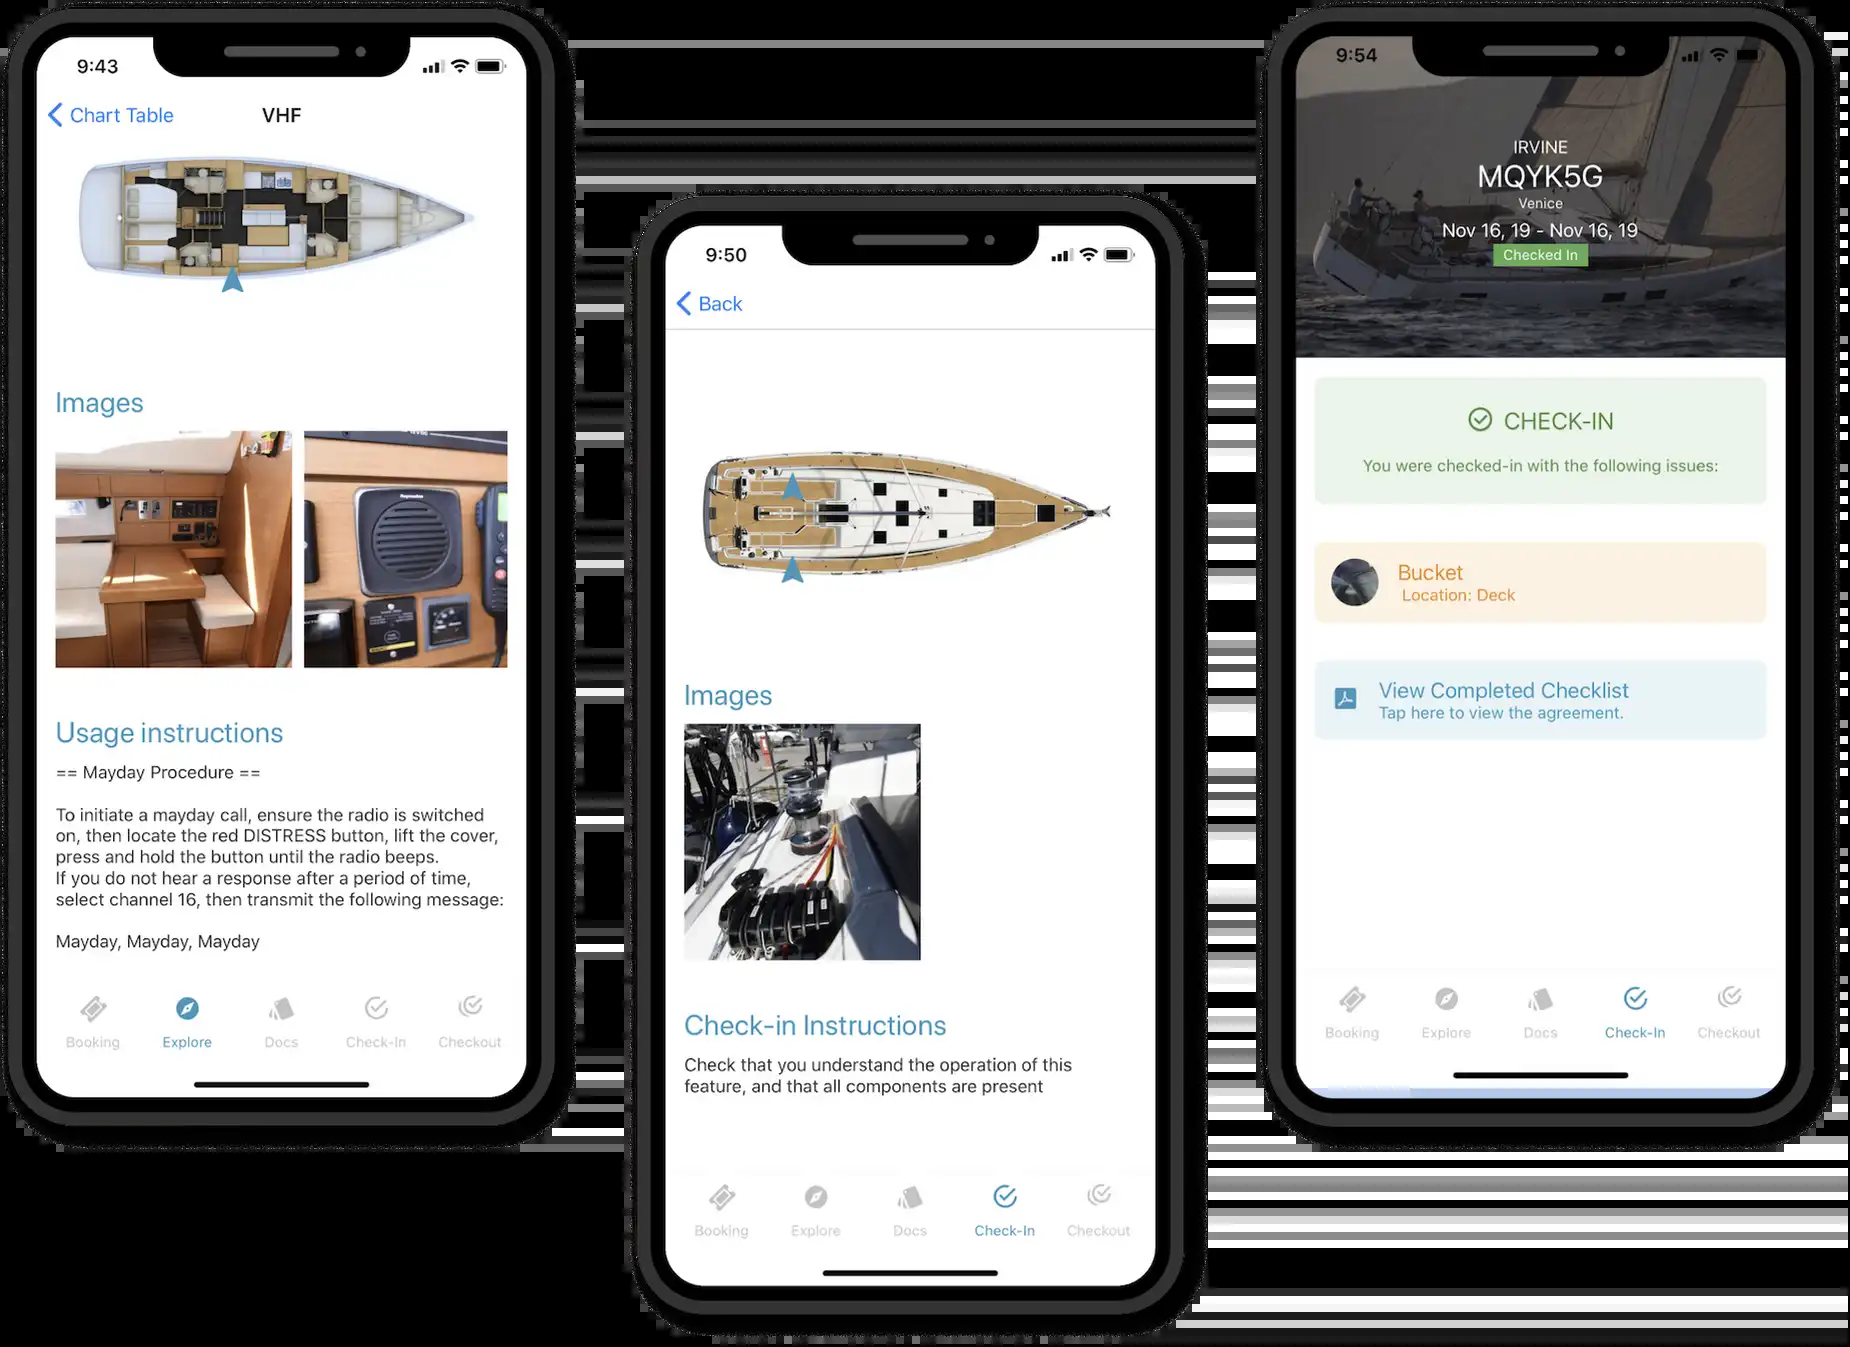 9:43
Chart Table
VHF
Images
Usage instructions
== Mayday Procedure ==
To initiate a mayday call, ensure the radio is switched
on, then locate the red DISTRESS button, lift the cover,
press and hold the button until the radio beeps.
If you do not hear a response after a period of time,
select channel 16, then transmit the following message:
Mayday, Mayday, Mayday
Booking
Explore
Docs
Check-In
Checkout
9:50
Back
Images
Check-in Instructions
Check that you understand the operation of this
feature, and that all components are present
Booking
Explore
Docs
Check-In
Checkout
9:54
IRVINE
MQYK5G
Venice
Nov 16, 19 - Nov 16, 19
Checked In
CHECK-IN
You were checked-in with the following issues:
Bucket
Location: Deck
View Completed Checklist
Tap here to view the agreement.
Booking
Explore
Docs
Check-In
Checkout